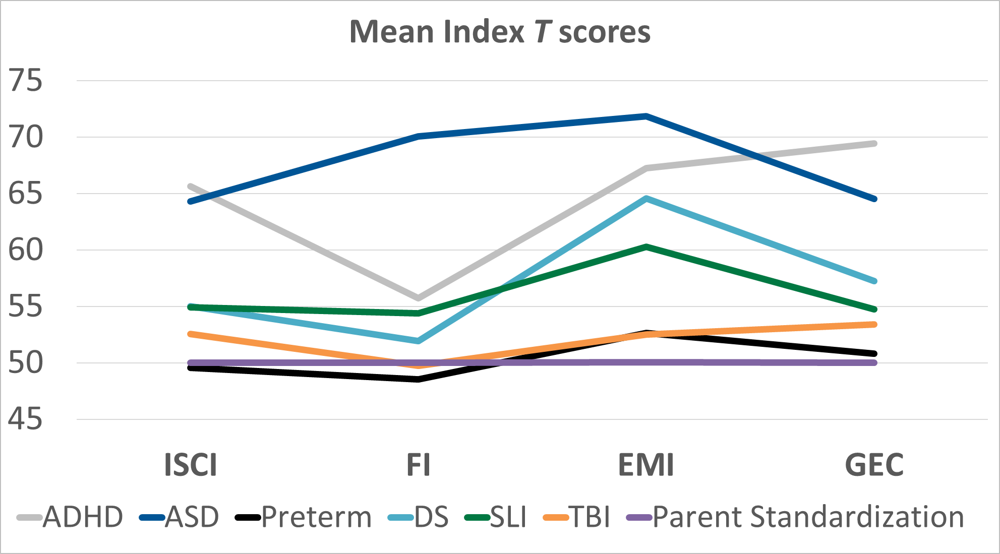 Mean Index T scores
75
70
65
60
55
50
45
ISCI FI EMI GEC
ADHD ASD Preterm DS SLI TBI Parent Standardization